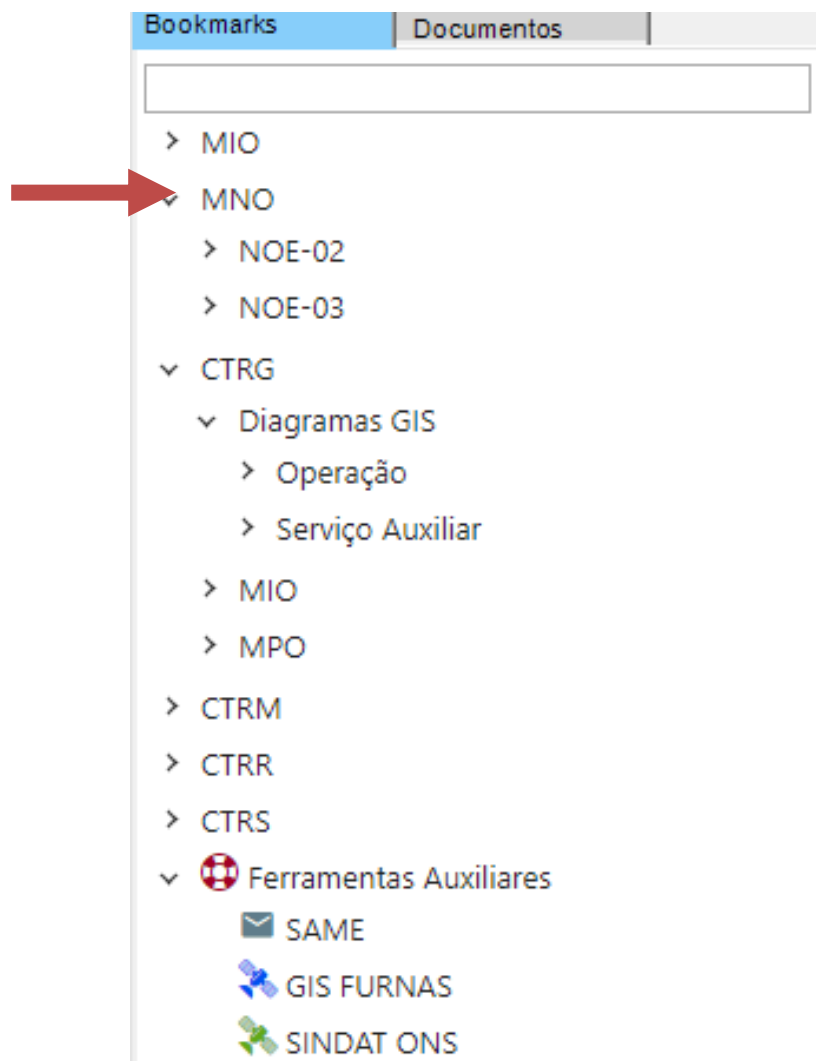 Bookmarks Documentos
MIO
MNO
NOE-02
NOE-03
CTRG
Diagramas GIS
Operação
Serviço Auxiliar
MIO
MPO
CTRM
CTRR
CTRS
Ferramentas Auxiliares
SAME
GIS FURNAS
SINDAT ONS